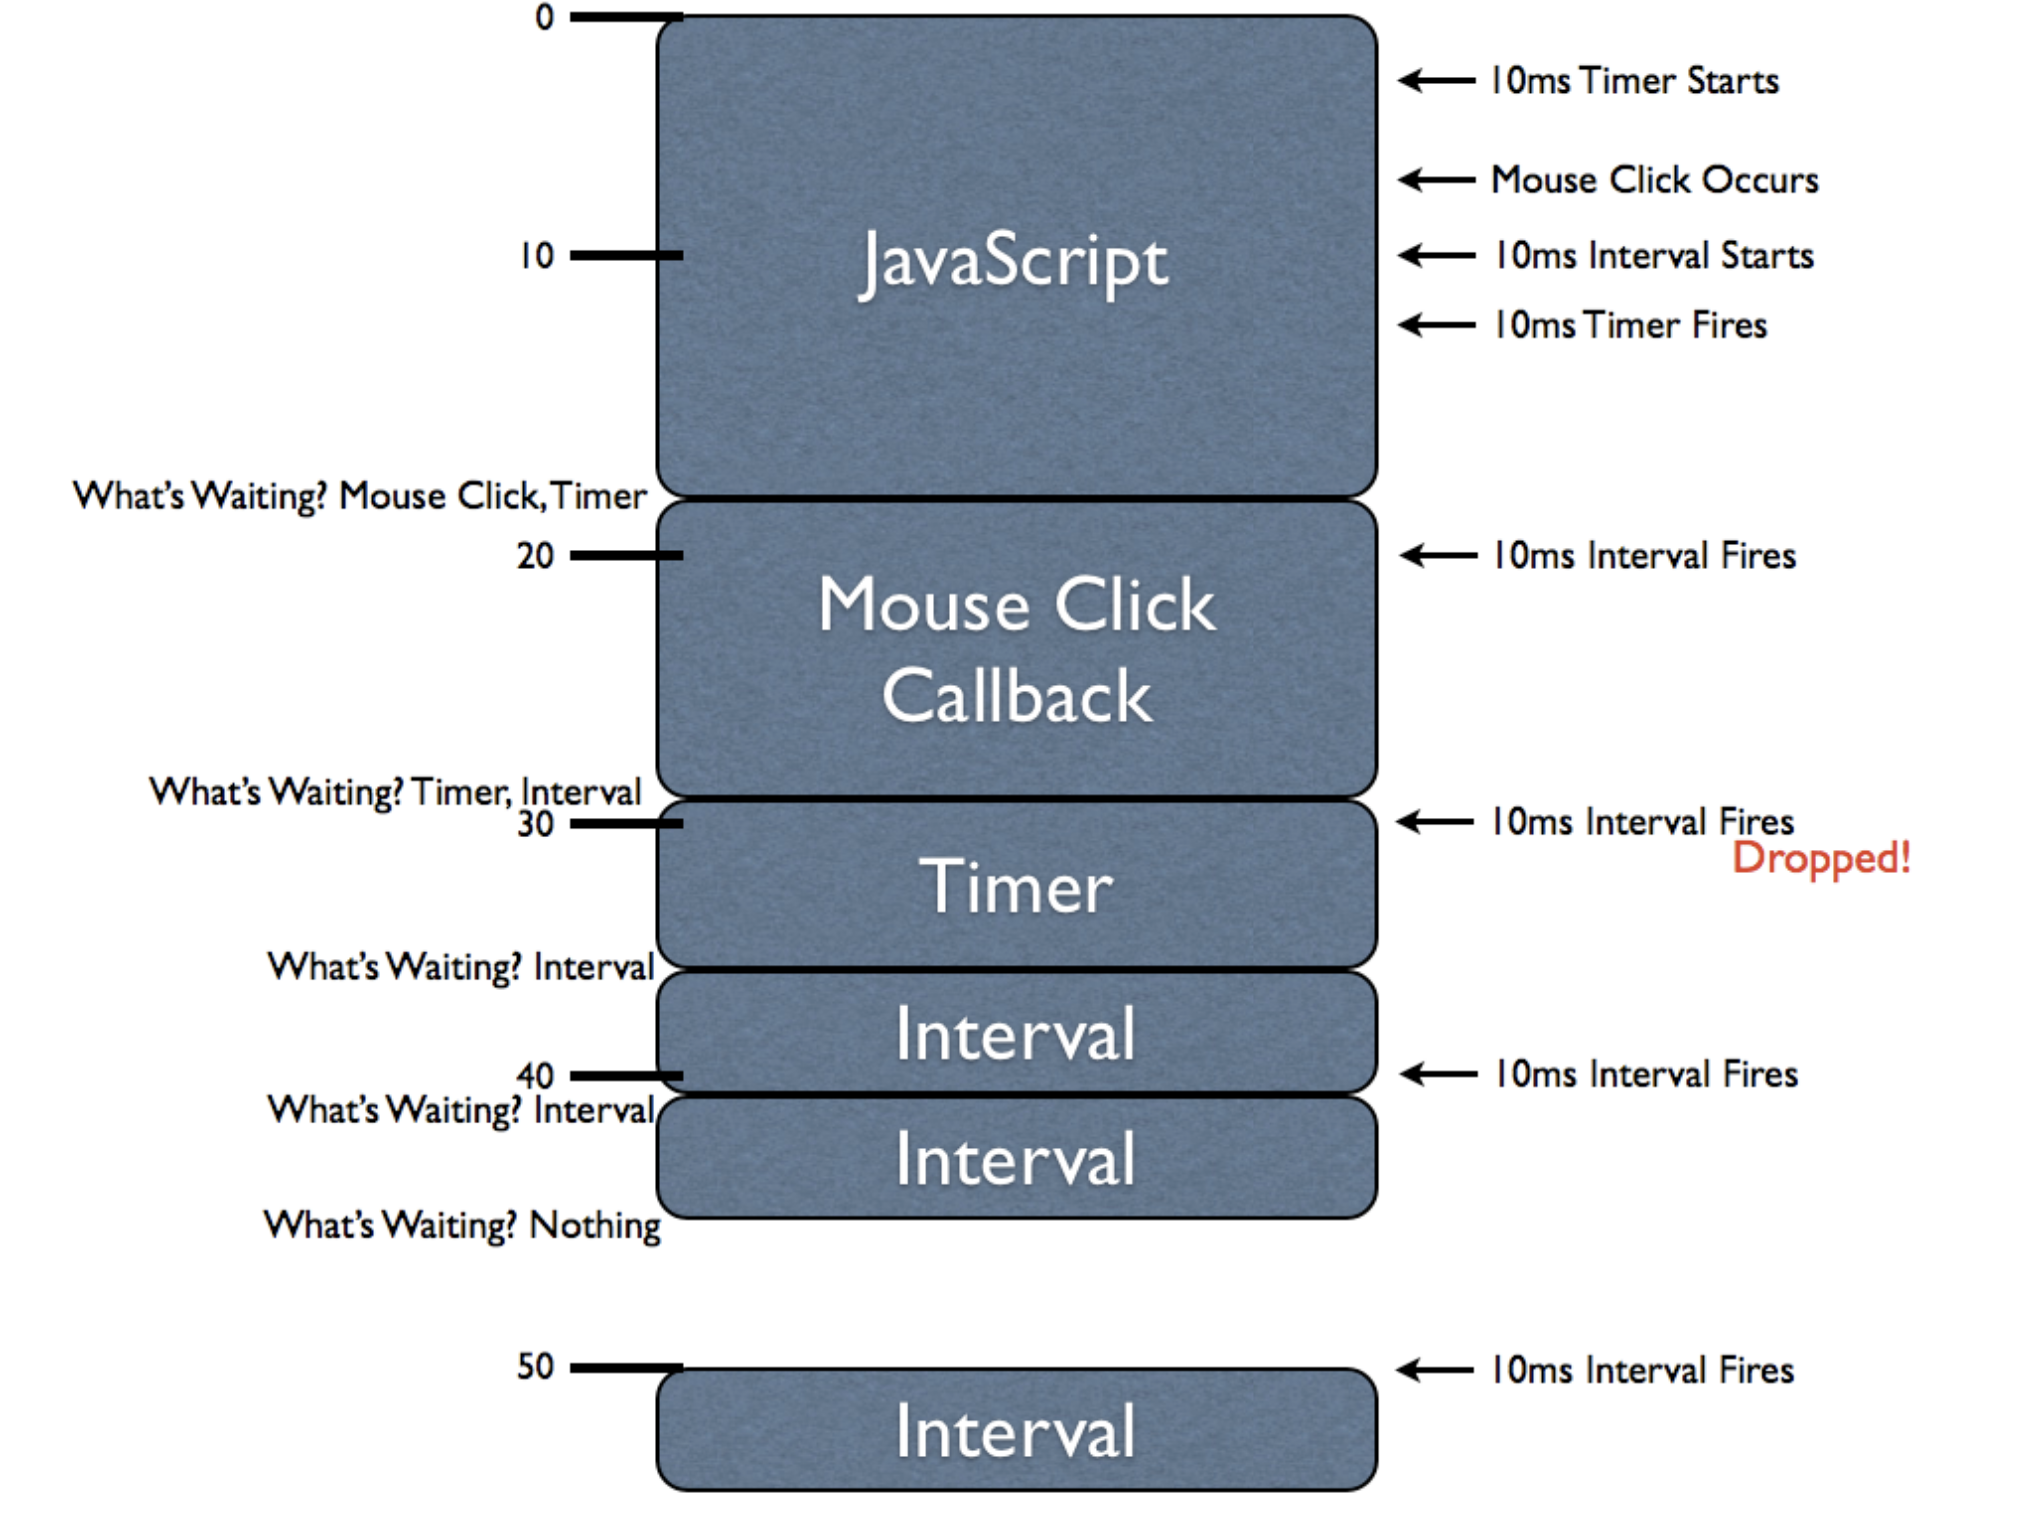 0
10ms Timer Starts
Mouse Click Occurs
10
JavaScript
10ms Interval Starts
10ms Timer Fires
What's Waiting? Mouse Click, Timer
20
10ms Interval Fires
Mouse Click
Callback
What's Waiting? Timer, Interval
30
10ms Interval Fires
Dropped!
Timer
What's Waiting? Interval
Interval
40
10ms Interval Fires
What's Waiting? Interval
Interval
What's Waiting? Nothing
50
10ms Interval Fires
Interval